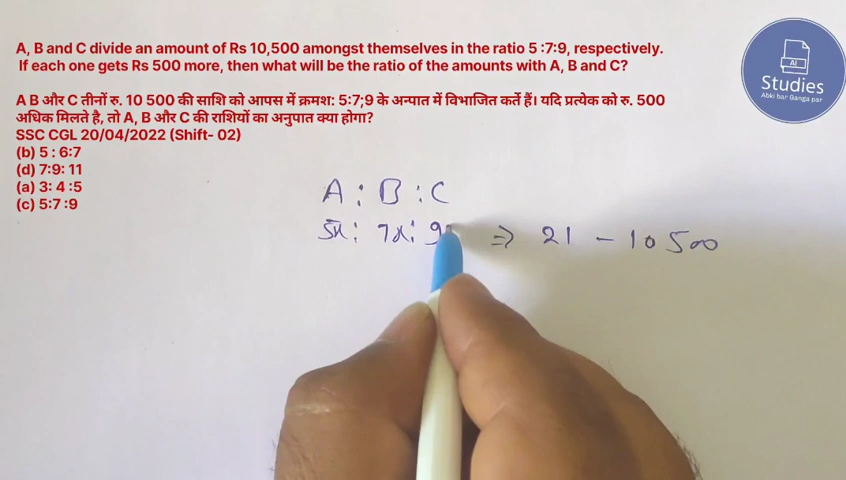 A, B and C divide an amount of Rs 10,500 amongst themselves in the ratio 5 :7:9, respectively.
If each one gets Rs 500 more, then what will be the ratio of the amounts with A, B and C?
A B और C तीनों रु. 10 500 की साशि को आपस में क्रमश: 5:7;9 के अन्पात में विभाजित कर्ते हैं। यदि प्रत्येक को रु. 500
अधिक मिलते है, तो A, B और C की राशियों का अनुपात क्या होगा?
SSC CGL 20/04/2022 (Shift- 02)
(b) 5 : 6:7
(d) 7:9: 11
(a) 3: 4 :5
(c) 5:7 :9
AI
Studies
Abki bar Ganga par
A : B : C
5x : 7x : 9 ⇒ 21 - 10500